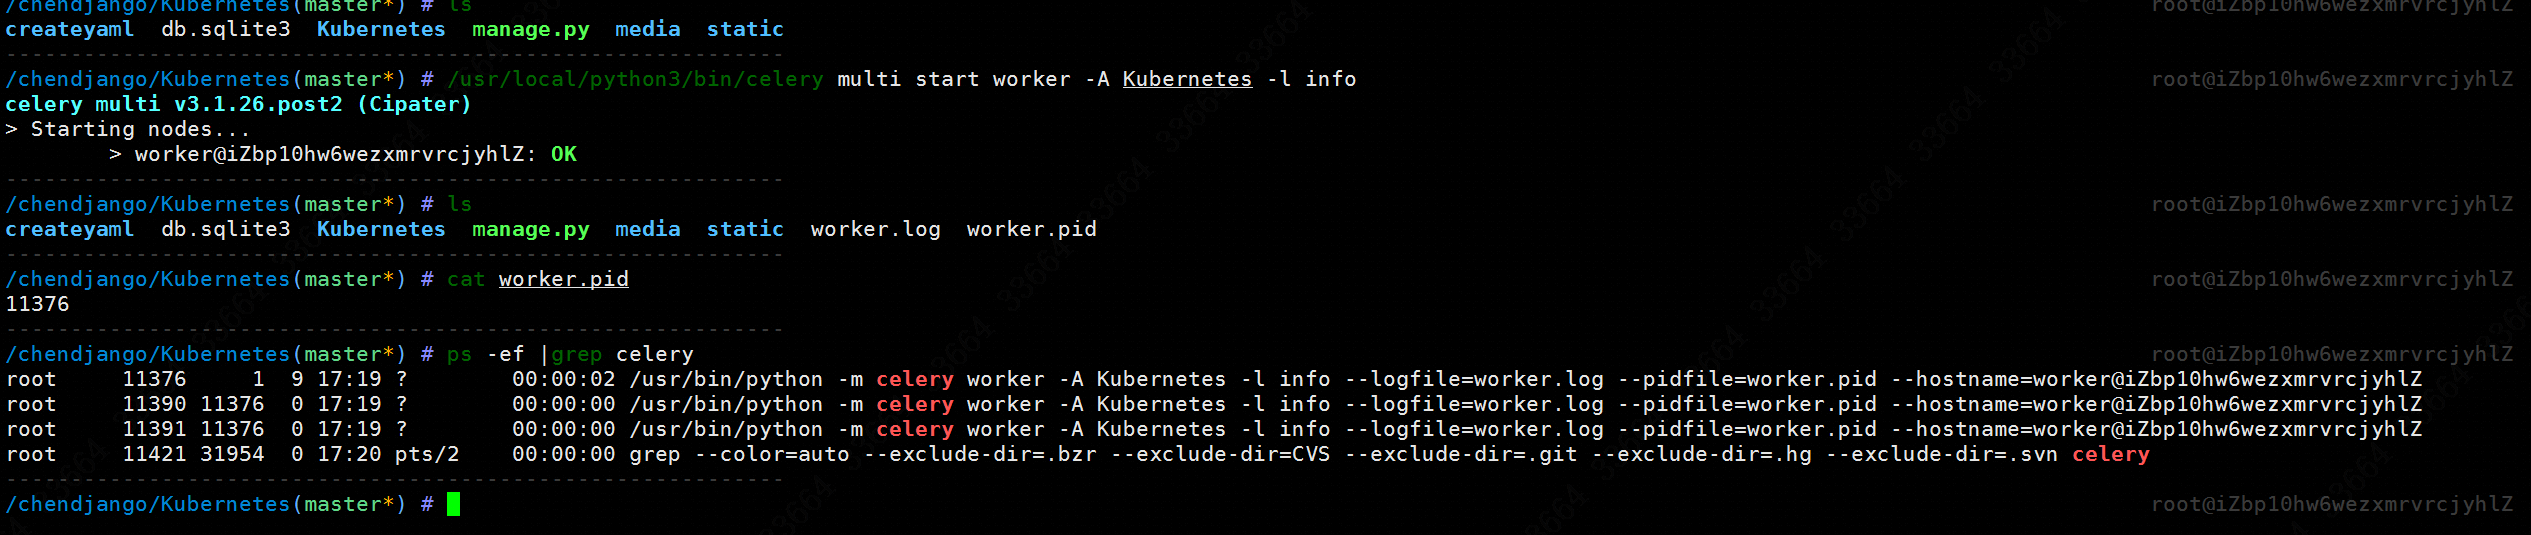 /chendjango/Kubernetes(master*) # ls root@iZbp10hw6wezxmrvrcjyhlZ
createyaml db.sqlite3 Kubernetes manage.py media static
------------------------------------------------------------
/chendjango/Kubernetes(master*) # /usr/local/python3/bin/celery multi start worker -A Kubernetes -l info root@iZbp10hw6wezxmrvrcjyhlZ
celery multi v3.1.26.post2 (Cipater)
> Starting nodes...
> worker@iZbp10hw6wezxmrvrcjyhlZ: OK
------------------------------------------------------------
/chendjango/Kubernetes(master*) # ls root@iZbp10hw6wezxmrvrcjyhlZ
createyaml db.sqlite3 Kubernetes manage.py media static worker.log worker.pid
------------------------------------------------------------
/chendjango/Kubernetes(master*) # cat worker.pid root@iZbp10hw6wezxmrvrcjyhlZ
11376
------------------------------------------------------------
/chendjango/Kubernetes(master*) # ps -ef |grep celery root@iZbp10hw6wezxmrvrcjyhlZ
root 11376 1 9 17:19 ? 00:00:02 /usr/bin/python -m celery worker -A Kubernetes -l info --logfile=worker.log --pidfile=worker.pid --hostname=worker@iZbp10hw6wezxmrvrcjyhlZ
root 11390 11376 0 17:19 ? 00:00:00 /usr/bin/python -m celery worker -A Kubernetes -l info --logfile=worker.log --pidfile=worker.pid --hostname=worker@iZbp10hw6wezxmrvrcjyhlZ
root 11391 11376 0 17:19 ? 00:00:00 /usr/bin/python -m celery worker -A Kubernetes -l info --logfile=worker.log --pidfile=worker.pid --hostname=worker@iZbp10hw6wezxmrvrcjyhlZ
root 11421 31954 0 17:20 pts/2 00:00:00 grep --color=auto --exclude-dir=.bzr --exclude-dir=CVS --exclude-dir=.git --exclude-dir=.hg --exclude-dir=.svn celery
------------------------------------------------------------
/chendjango/Kubernetes(master*) # root@iZbp10hw6wezxmrvrcjyhlZ